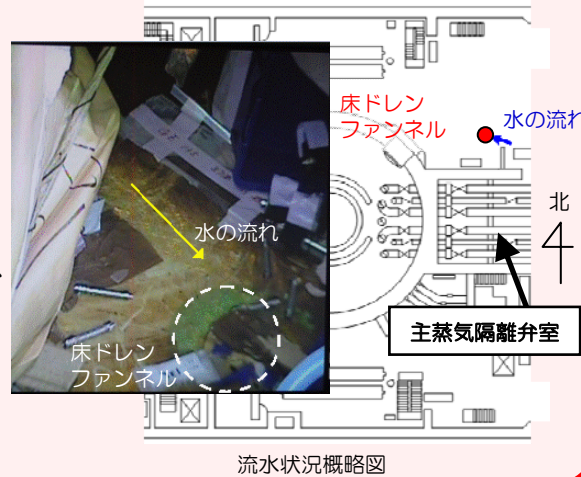 床ドレン
ファンネル
水の流れ
北
水の流れ
床ドレン
ファンネル
主蒸気隔離弁室
流水状況概略図